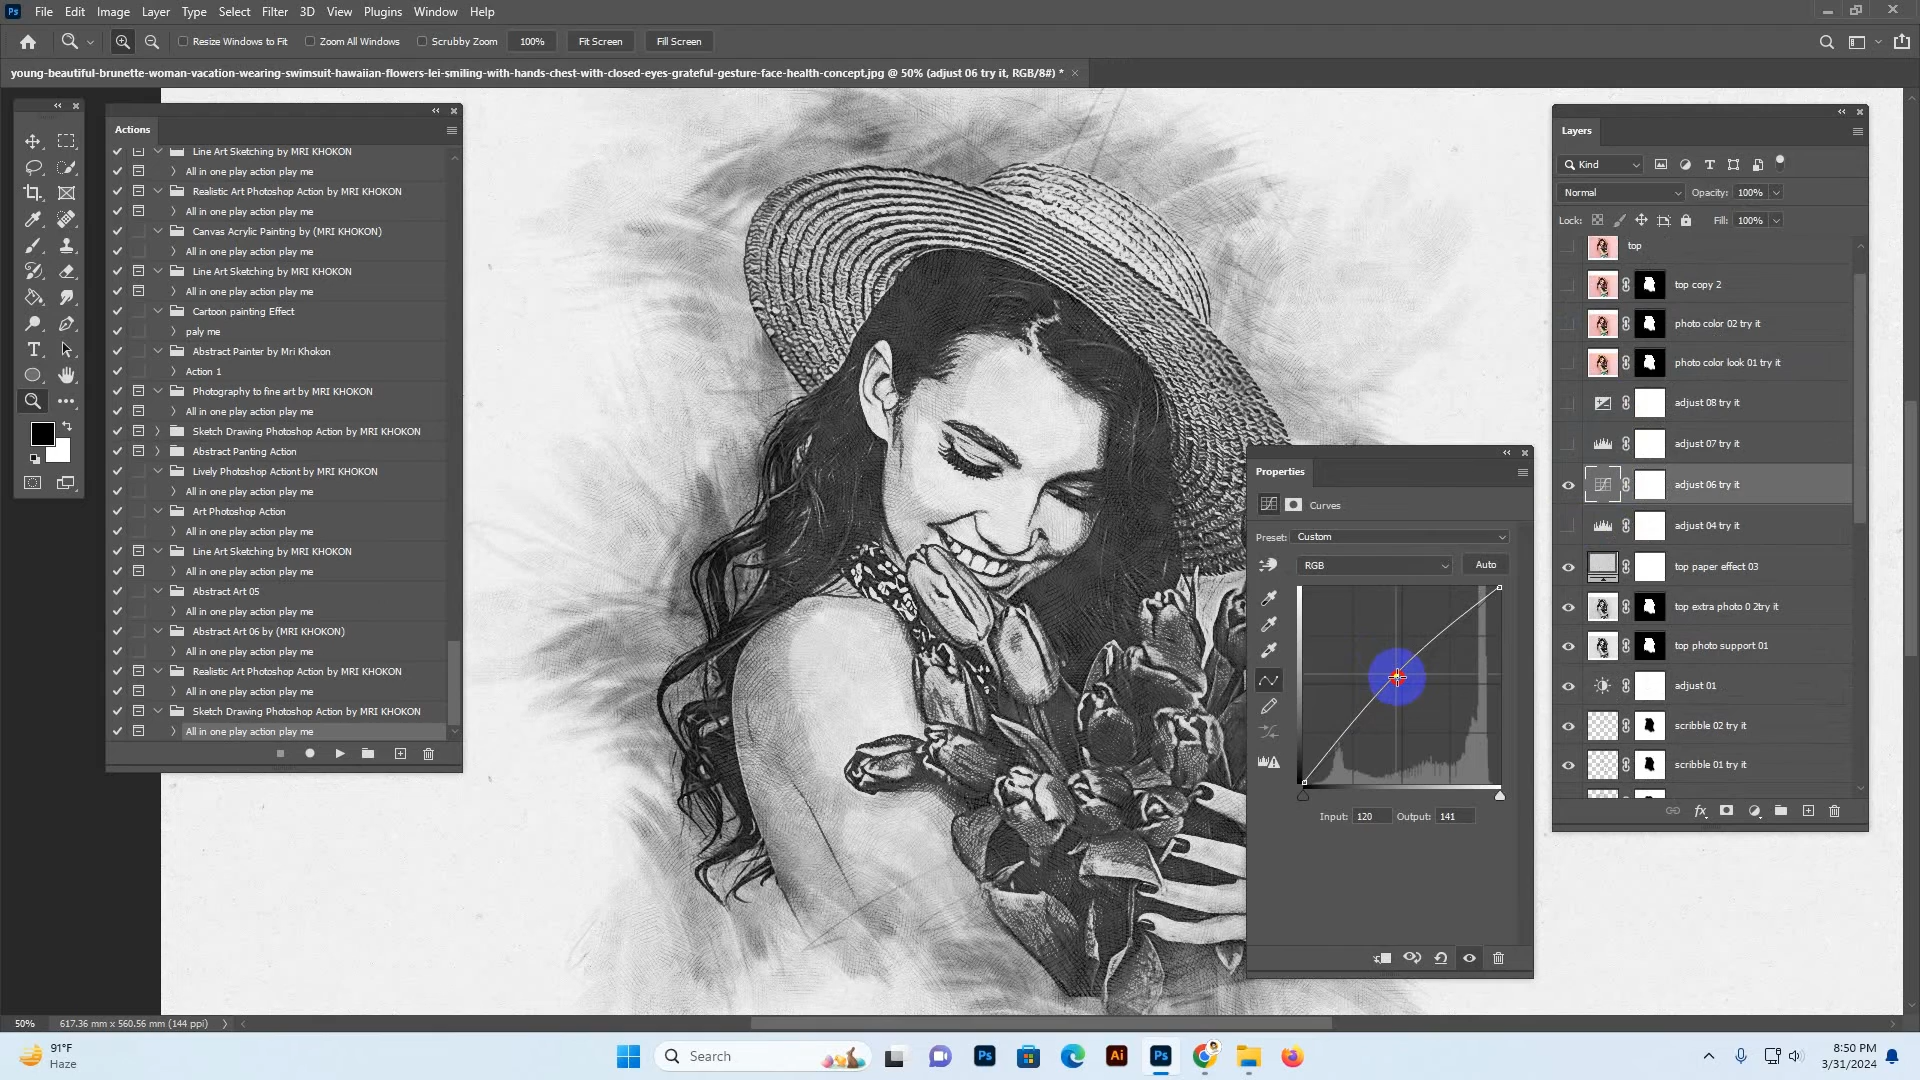 Ps File Edit Image Layer Type Select Filter 3D View Plugins Window Help
Resize Windows to Fit Zoom All Windows Scrubby Zoom 100% Fit Screen Fill Screen
young-beautiful-brunette-woman-vacation-wearing-swimsuit-hawaiian-flowers-lei-smiling-with-hands-chest-with-closed-eyes-grateful-gesture-face-health-concept.jpg @ 50% (adjust 06 try it, RGB/8#) *
Actions
Line Art Sketching by MRI KHOKON
All in one play action play me
Realistic Art Photoshop Action by MRI KHOKON
All in one play action play me
Canvas Acrylic Painting by (MRI KHOKON)
All in one play action play me
Line Art Sketching by MRI KHOKON
All in one play action play me
Cartoon painting Effect
paly me
Abstract Painter by Mri Khokon
Action 1
Photography to fine art by MRI KHOKON
All in one play action play me
Sketch Drawing Photoshop Action by MRI KHOKON
Abstract Panting Action
Lively Photoshop Actiont by MRI KHOKON
All in one play action play me
Art Photoshop Action
All in one play action play me
Line Art Sketching by MRI KHOKON
All in one play action play me
Abstract Art 05
All in one play action play me
Abstract Art 06 by (MRI KHOKON)
All in one play action play me
Realistic Art Photoshop Action by MRI KHOKON
All in one play action play me
Sketch Drawing Photoshop Action by MRI KHOKON
All in one play action play me
Properties
Curves
Preset: Custom
RGB Auto
Input: 120 Output: 141
Layers
Kind
Normal Opacity: 100%
Lock: Fill: 100%
top
top copy 2
photo color 02 try it
photo color look 01 try it
adjust 08 try it
adjust 07 try it
adjust 06 try it
adjust 04 try it
top paper effect 03
top extra photo 0 2try it
top photo support 01
adjust 01
scribble 02 try it
scribble 01 try it
fx
50% 617.36 mm x 560.56 mm (144 ppi)
91°F
Haze
Search
Ps Ai Ps
8:50 PM
3/31/2024